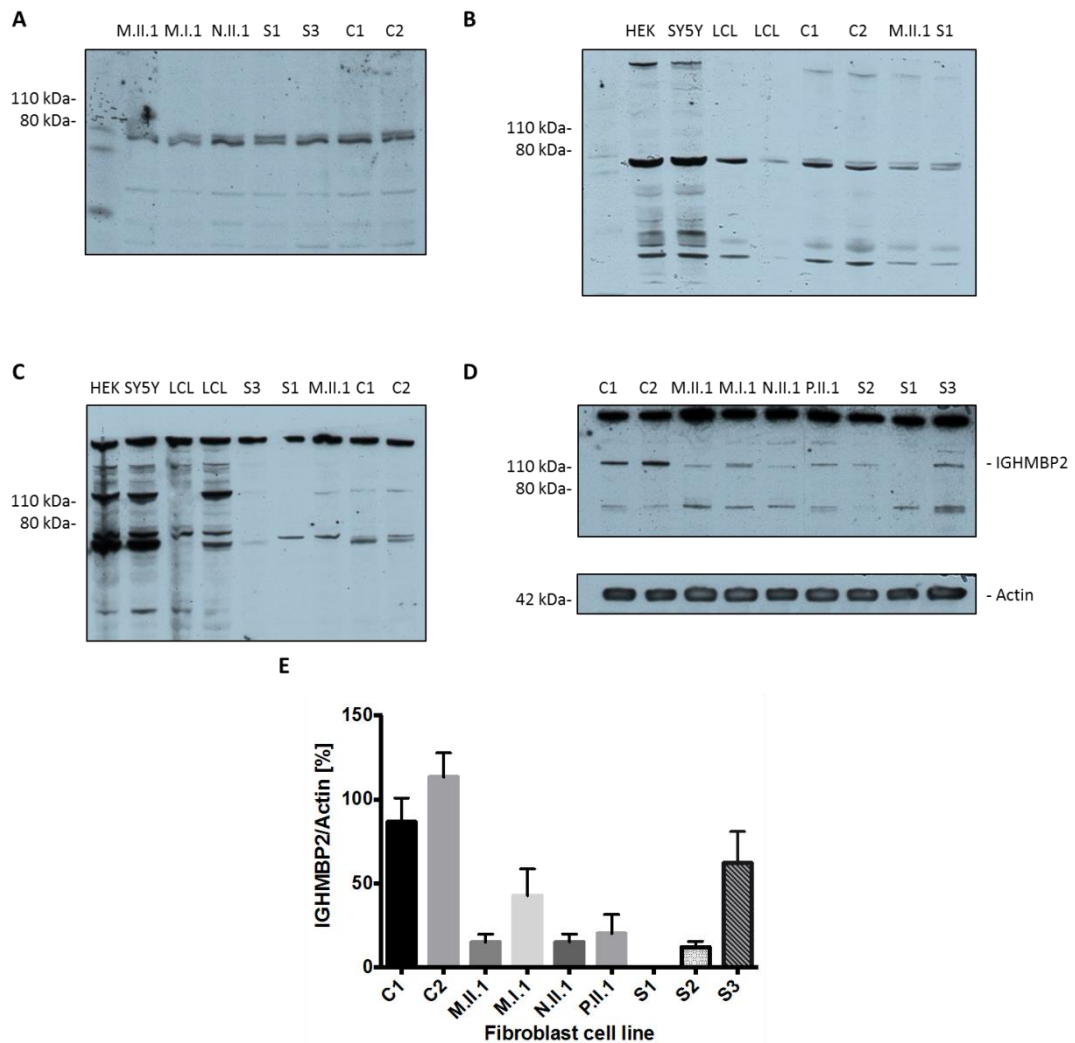 A
M.II.1 M.I.1 N.II.1 S1 S3 C1 C2
110 kDa-
80 kDa-
B
HEK SY5Y LCL LCL C1 C2 M.II.1 S1
110 kDa-
80 kDa-
C
HEK SY5Y LCL LCL S3 S1 M.II.1 C1 C2
110 kDa-
80 kDa-
D
C1 C2 M.II.1 M.I.1 N.II.1 P.II.1 S2 S1 S3
110 kDa-
80 kDa-
- IGHMBP2
42 kDa-
- Actin
E
IGHMBP2/Actin [%]
150
100
50
0
C1 C2 M.II.1 M.I.1 N.II.1 P.II.1 S1 S2 S3
Fibroblast cell line